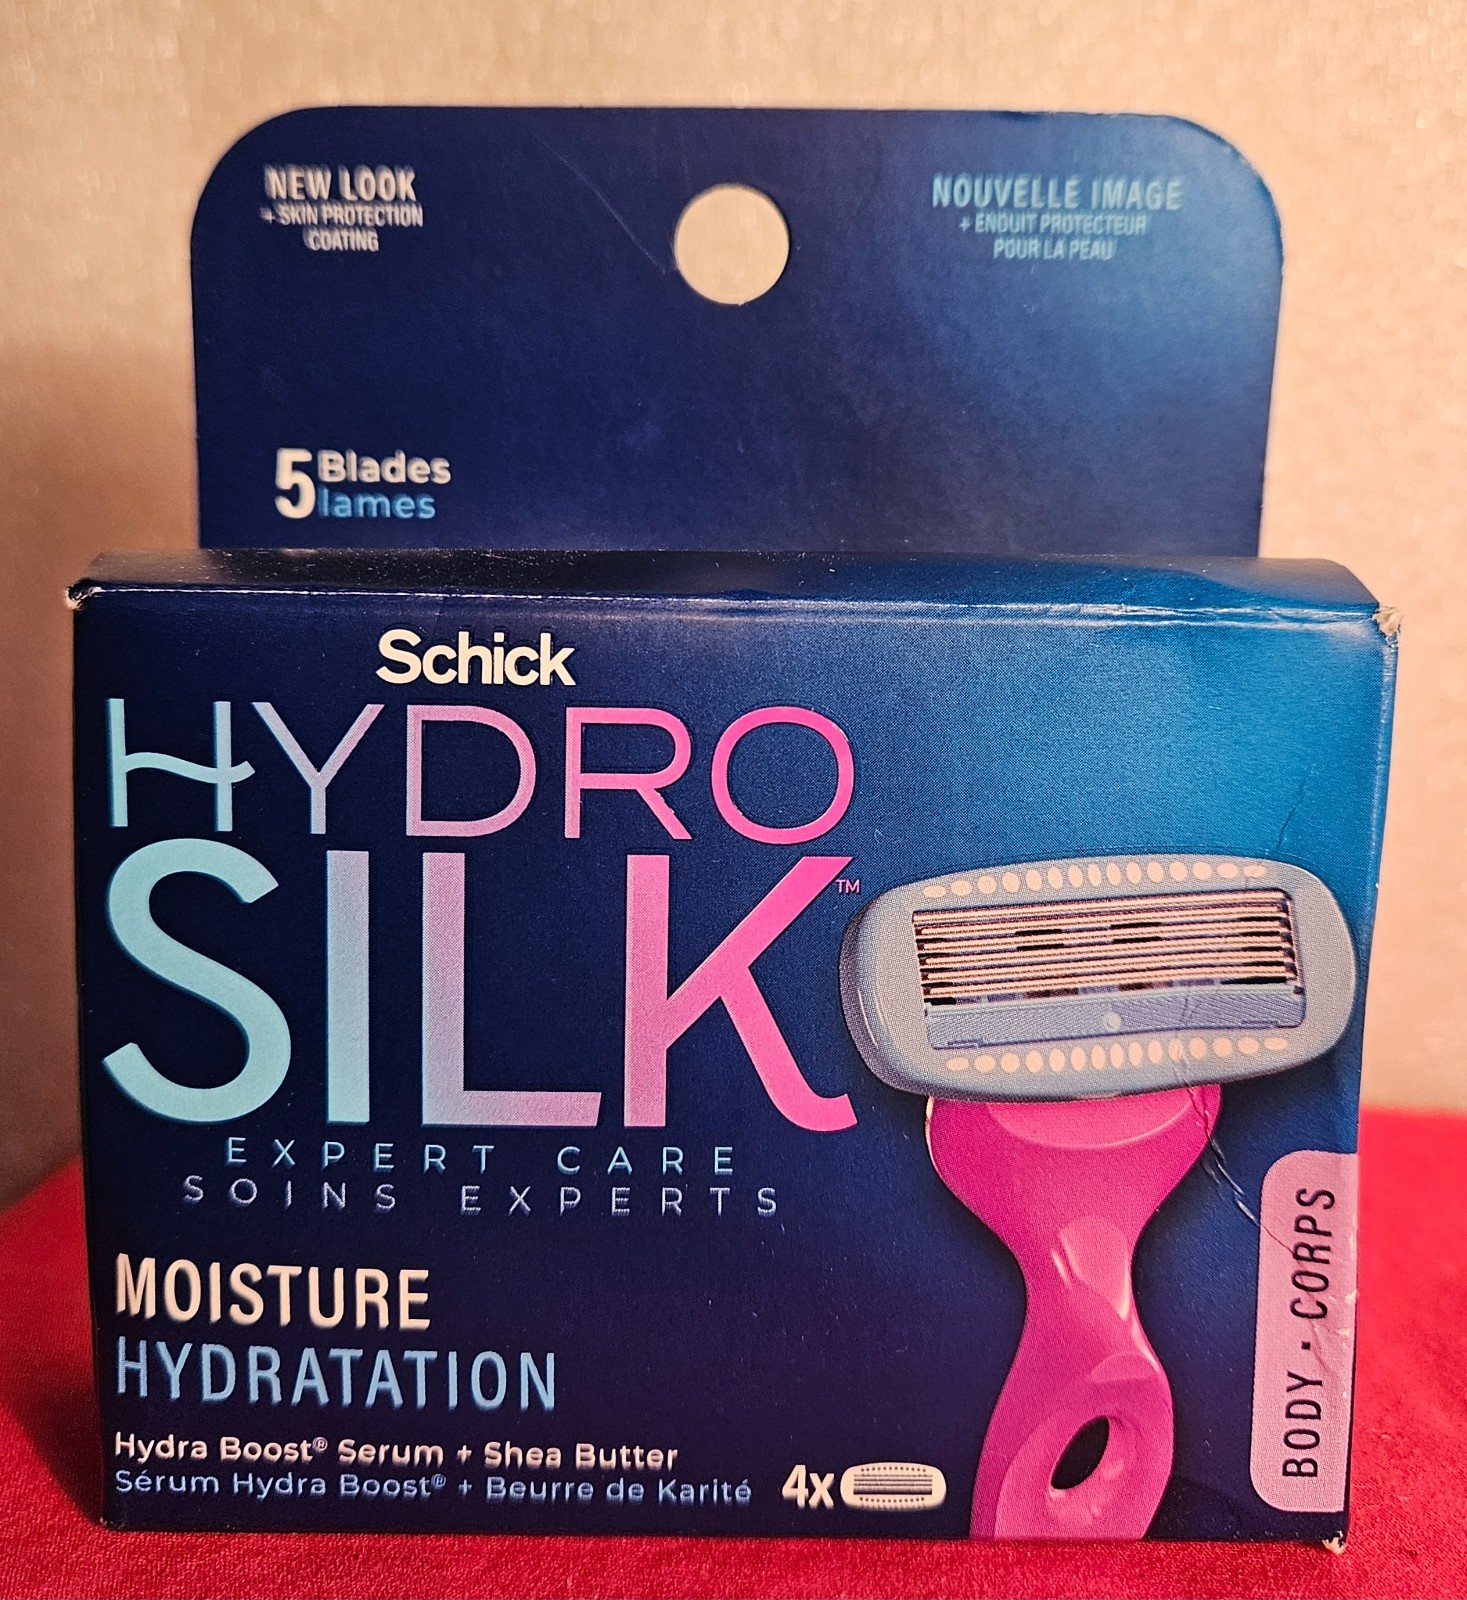 NEW LOOK
+ SKIN PROTECTION
COATING
NOUVELLE IMAGE
+ ENDUIT PROTECTEUR
POUR LA PEAU
5 Blades
lames
Schick
HYDRO
SILK™
EXPERT CARE
SOINS EXPERTS
MOISTURE
HYDRATATION
Hydra Boost® Serum + Shea Butter
Sérum Hydra Boost® + Beurre de Karité
4x
BODY · CORPS